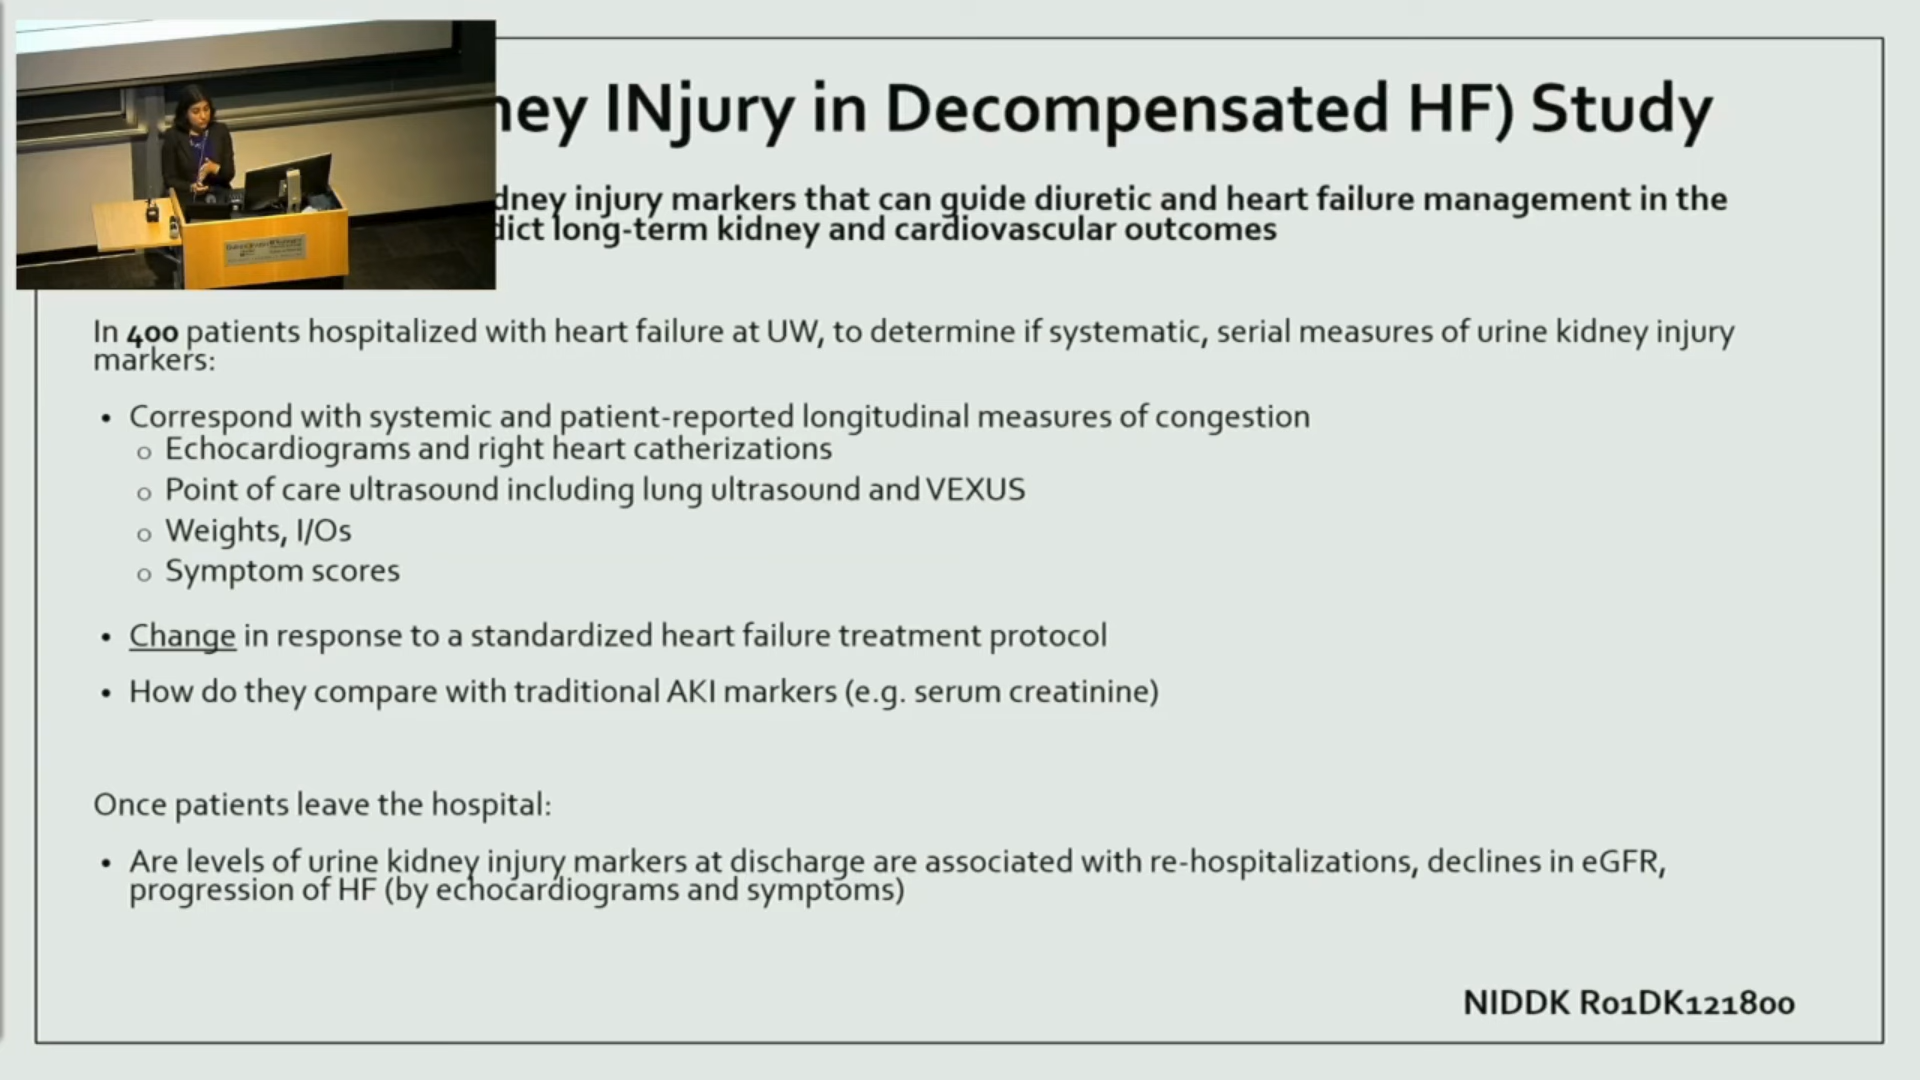 INjury in Decompensated HF) Study
injury markers that can guide diuretic and heart failure management in the
long-term kidney and cardiovascular outcomes
In 400 patients hospitalized with heart failure at UW, to determine if systematic, serial measures of urine kidney injury
markers:
• Correspond with systemic and patient-reported longitudinal measures of congestion
o Echocardiograms and right heart catherizations
o Point of care ultrasound including lung ultrasound and VEXUS
o Weights, I/Os
o Symptom scores
• Change in response to a standardized heart failure treatment protocol
• How do they compare with traditional AKI markers (e.g. serum creatinine)
Once patients leave the hospital:
• Are levels of urine kidney injury markers at discharge are associated with re-hospitalizations, declines in eGFR,
progression of HF (by echocardiograms and symptoms)
NIDDK R01DK121800